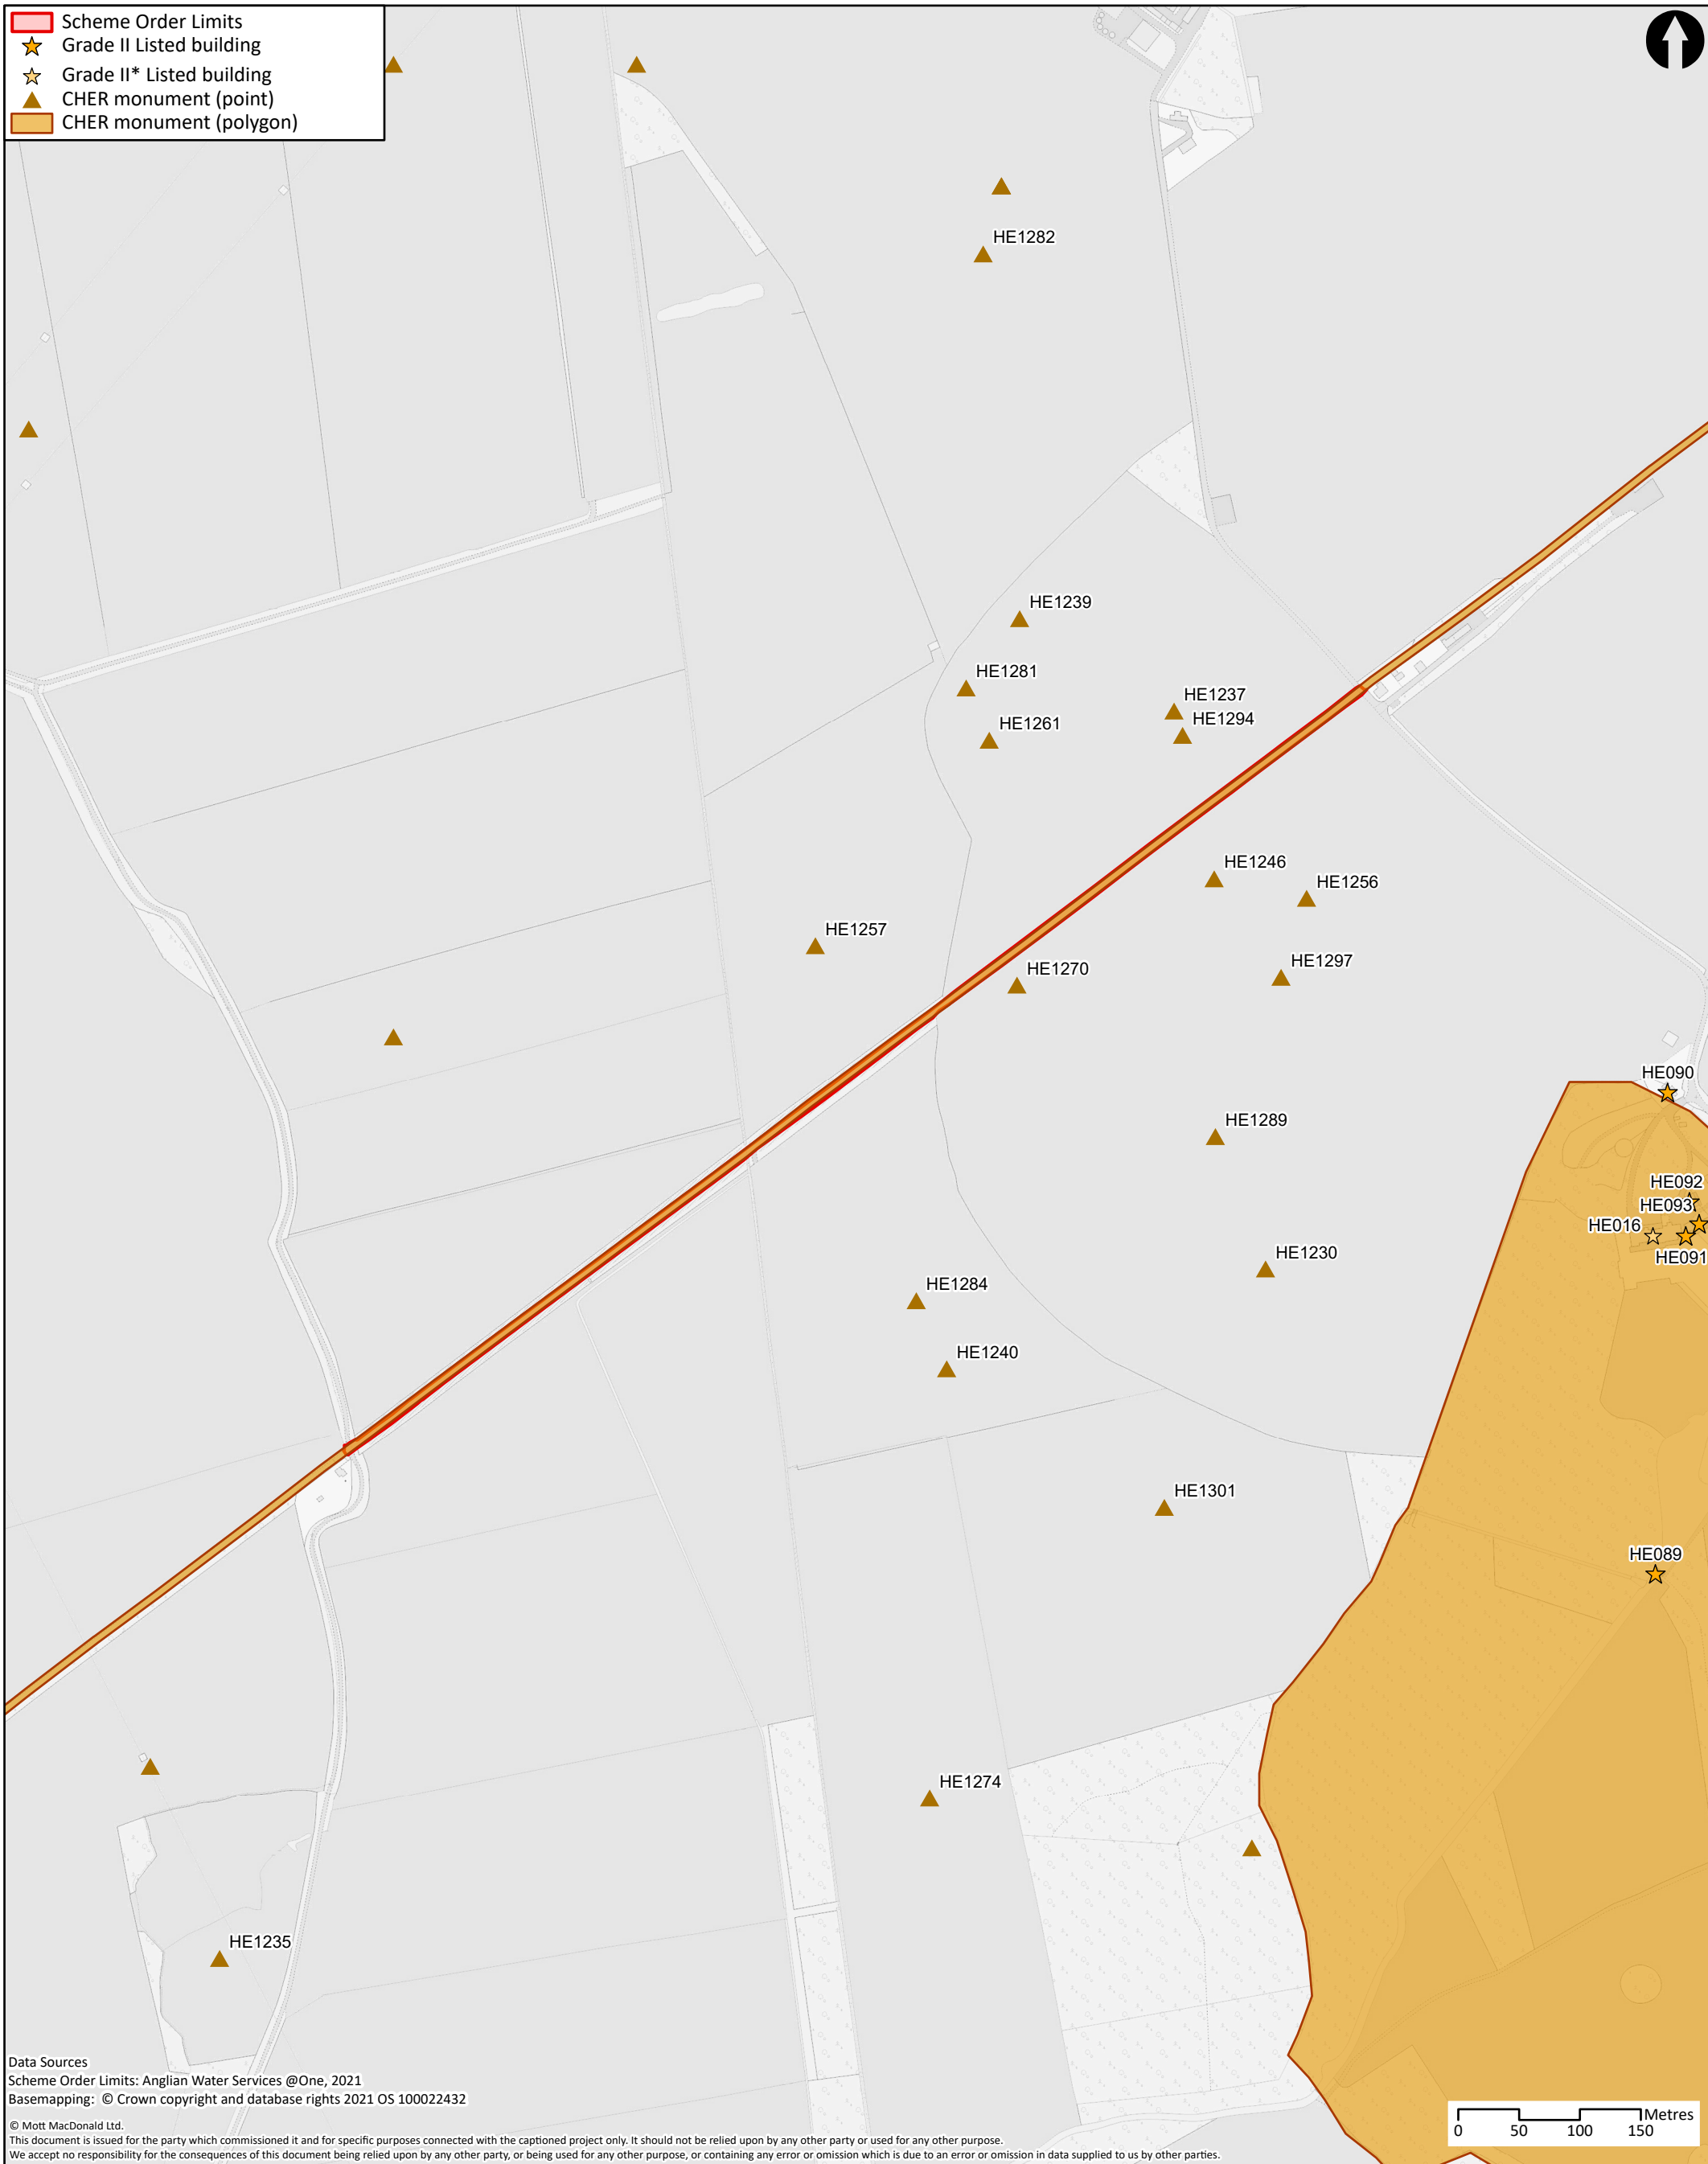 Scheme Order Limits
Grade II Listed building
Grade II* Listed building
CHER monument (point)
CHER monument (polygon)
HE1282
HE1239
HE1281
HE1237
HE1261
HE1294
HE1246
HE1256
HE1257
HE1297
HE1270
HE090
HE1289
HE092
HE093
HE016
HE1230
HE091
HE1284
HE1240
HE1301
HE089
HE1274
HE1235
Data Sources
Scheme Order Limits: Anglian Water Services @One, 2021
Basemapping: © Crown copyright and database rights 2021 OS 100022432
© Mott MacDonald Ltd.
This document is issued for the party which commissioned it and for specific purposes connected with the captioned project only. It should not be relied upon by any other party or used for any other purpose.
We accept no responsibility for the consequences of this document being relied upon by any other party, or being used for any other purpose, or containing any error or omission which is due to an error or omission in data supplied to us by other parties.
Metres
0 50 100 150